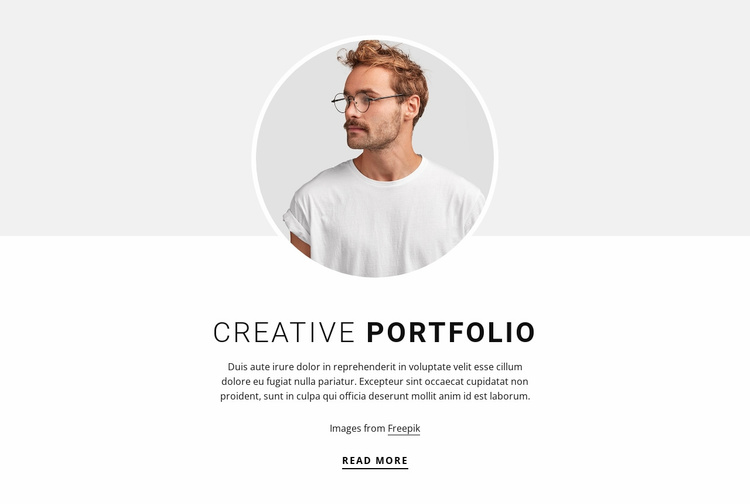 CREATIVE PORTFOLIO
Duis aute irure dolor in reprehenderit in voluptate velit esse cillum
dolore eu fugiat nulla pariatur. Excepteur sint occaecat cupidatat non
proident, sunt in culpa qui officia deserunt mollit anim id est laborum.
Images from Freepik
READ MORE